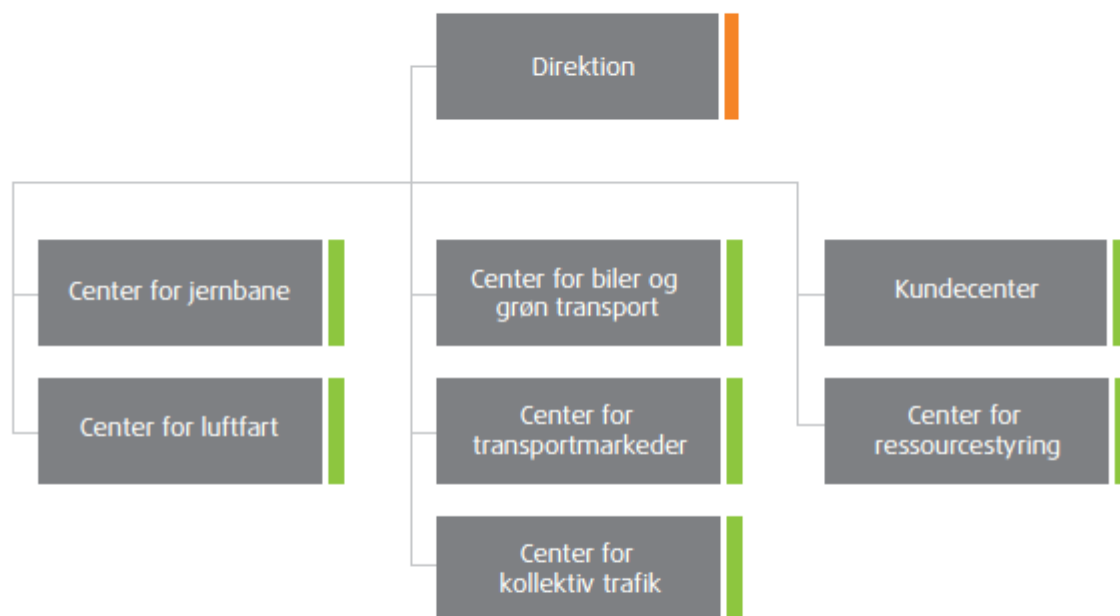 Direktion
Center for jernbane
Center for luftfart
Center for biler og
grøn transport
Center for
transportmarkeder
Center for
kollektiv trafik
Kundecenter
Center for
ressourcestyring